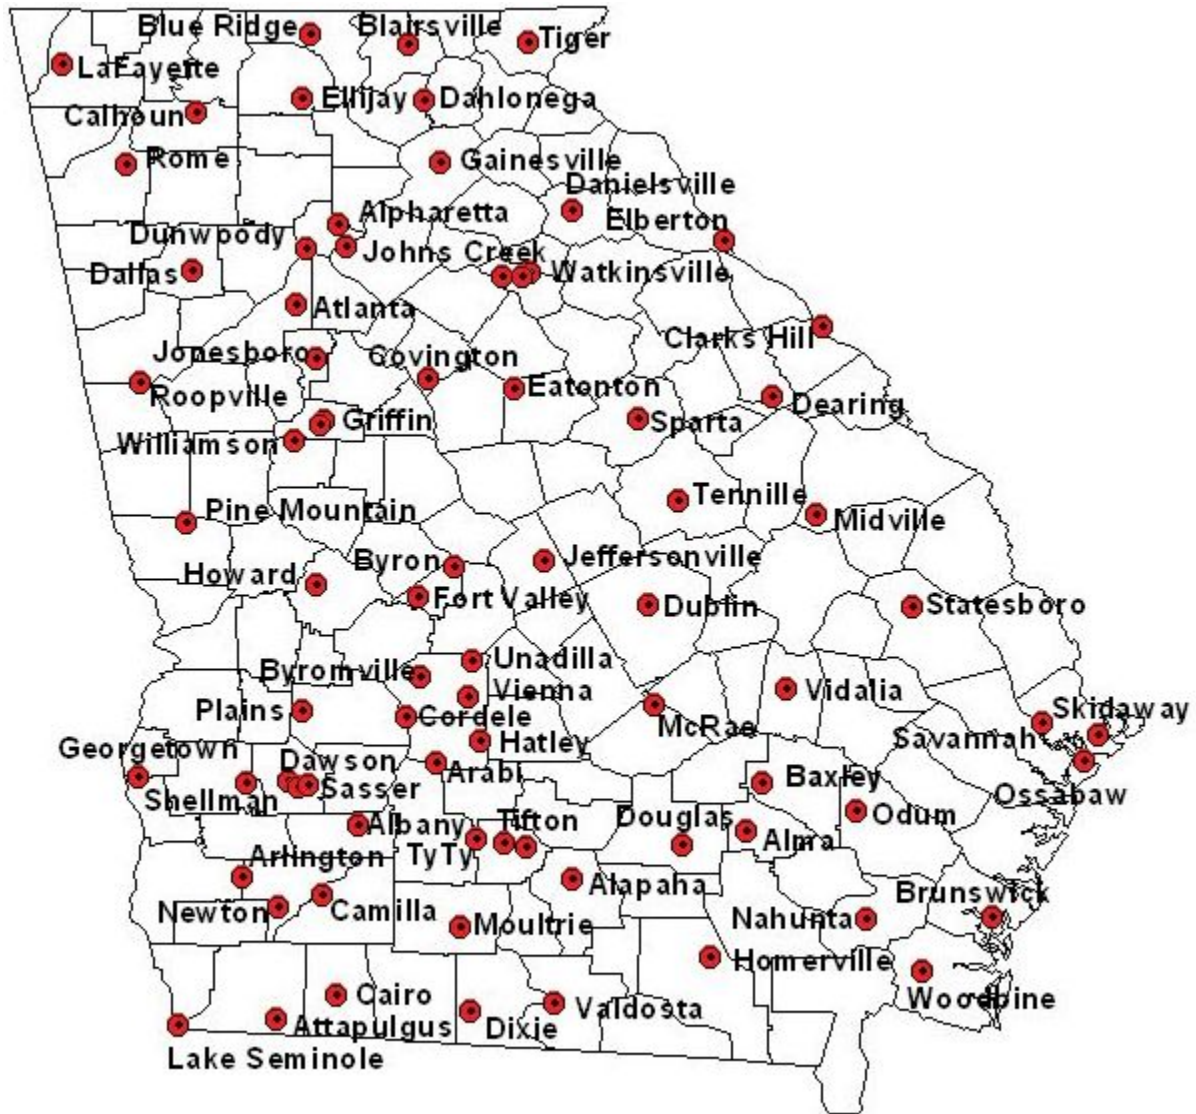 Blue Ridge
Blairsville
Tiger
LaFayette
Ellijay
Dahlonega
Calhoun
Rome
Gainesville
Danielsville
Alpharetta
Elberton
Dunwoody
Johns Creek
Dallas
Watkinsville
Atlanta
Clarks Hill
Jonesboro
Covington
Roopville
Eatonton
Dearing
Griffin
Sparta
Williamson
Tennille
Pine Mountain
Midville
Byron
Jeffersonville
Howard
Fort Valley
Dublin
Statesboro
Unadilla
Byromville
Vienna
Vidalia
Plains
Cordele
McRae
Skidaway
Hatley
Savannah
Georgetown
Dawson
Arabi
Baxley
Sasser
Shellman
Ossabaw
Albany
Tifton
Douglas
Odum
Alma
TyTy
Arlington
Alapaha
Brunswick
Newton
Camilla
Moultrie
Nahunta
Homerville
Cairo
Woodbine
Valdosta
Attapulgus
Dixie
Lake Seminole